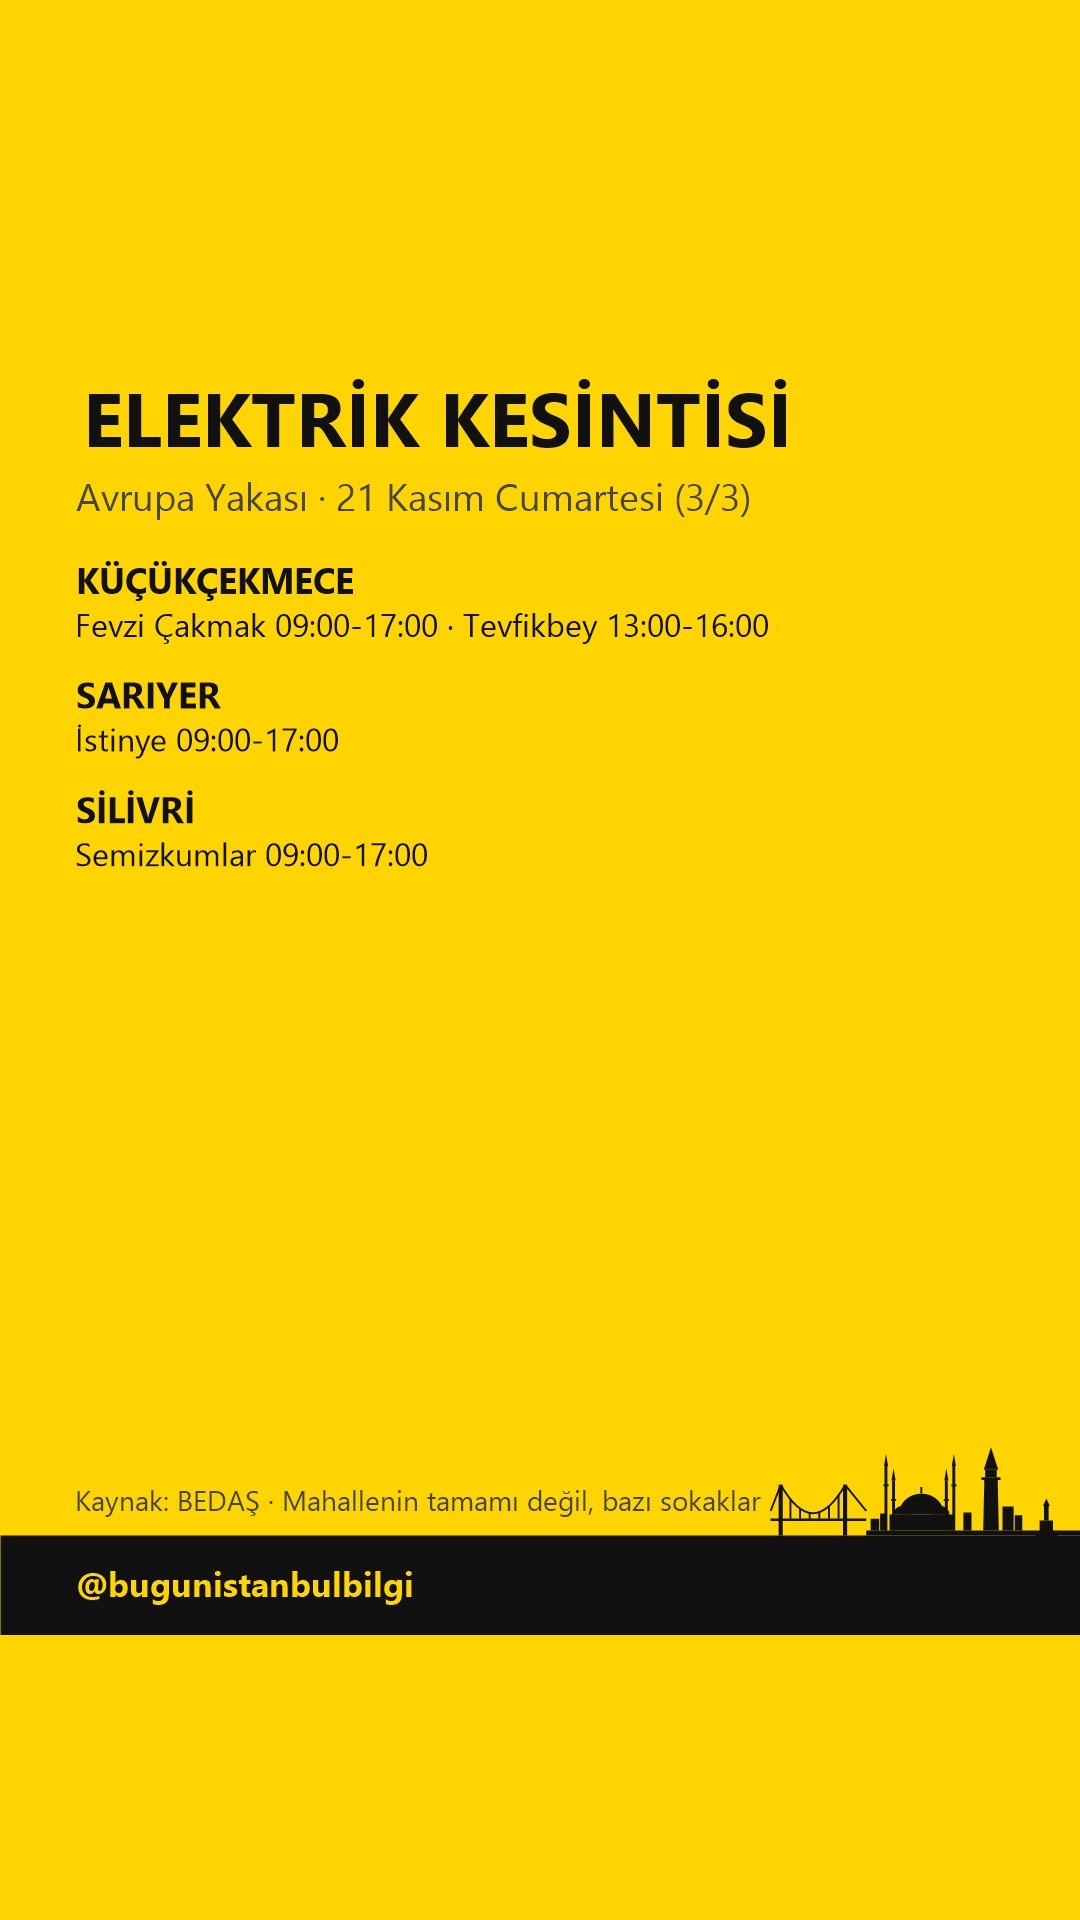 ELEKTRİK KESİNTİSİ
Avrupa Yakası · 21 Kasım Cumartesi (3/3)
KÜÇÜKÇEKMECE
Fevzi Çakmak 09:00-17:00 · Tevfikbey 13:00-16:00
SARIYER
İstinye 09:00-17:00
SİLİVRİ
Semizkumlar 09:00-17:00
Kaynak: BEDAŞ · Mahallenin tamamı değil, bazı sokaklar
@bugunistanbulbilgi